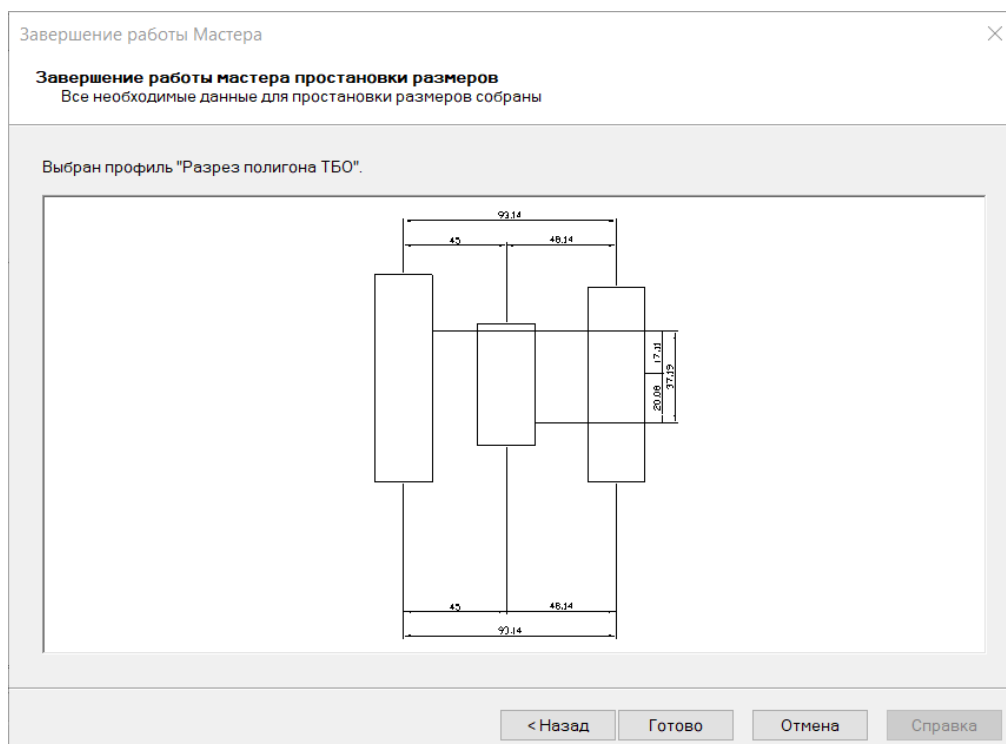 Завершение работы Мастера
Завершение работы мастера простановки размеров
Все необходимые данные для простановки размеров собраны
Выбран профиль "Разрез полигона ТБО".
93.14
45 48.14
17.11
37.19
20.08
45 48.14
93.14
< Назад Готово Отмена Справка